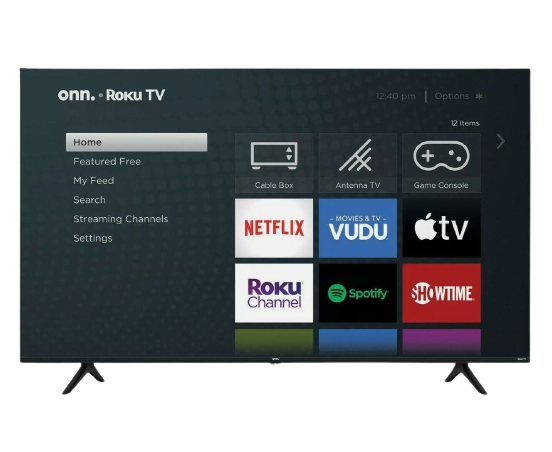 onn. • Roku TV
12:40 pm | Options ✱
12 Items
Home
Featured Free
My Feed
Search
Streaming Channels
Settings
Cable Box
Antenna TV
Game Console
NETFLIX
– MOVIES & TV –
VUDU
tv
Roku
Channel
Spotify
SHOWTIME
onn.